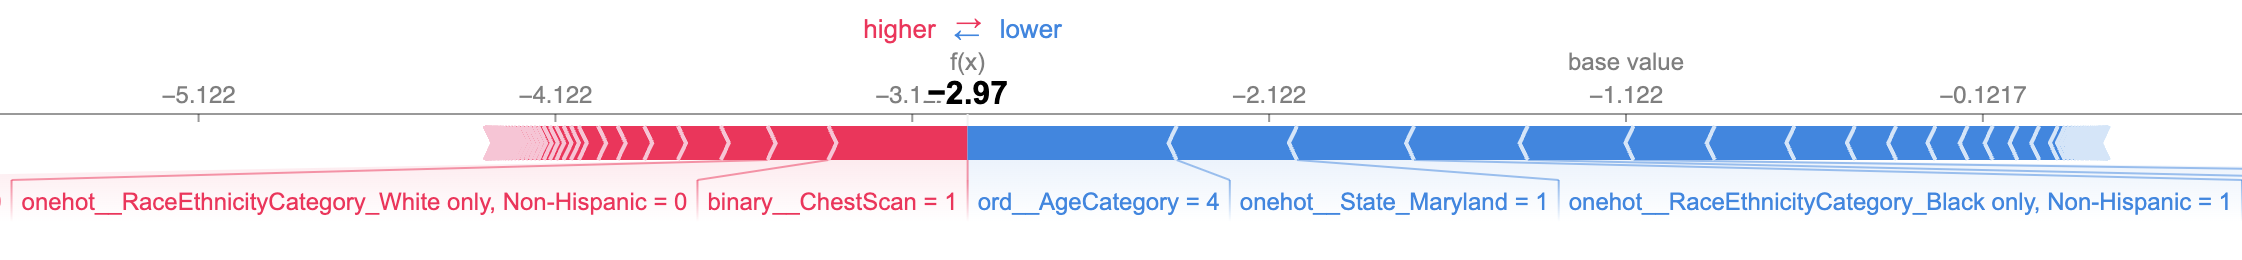 higher ⇄ lower
f(x) base value
−5.122 −4.122 −3.1 −2.97 −2.122 −1.122 −0.1217
onehot__RaceEthnicityCategory_White only, Non-Hispanic = 0 binary__ChestScan = 1 ord__AgeCategory = 4 onehot__State_Maryland = 1 onehot__RaceEthnicityCategory_Black only, Non-Hispanic = 1